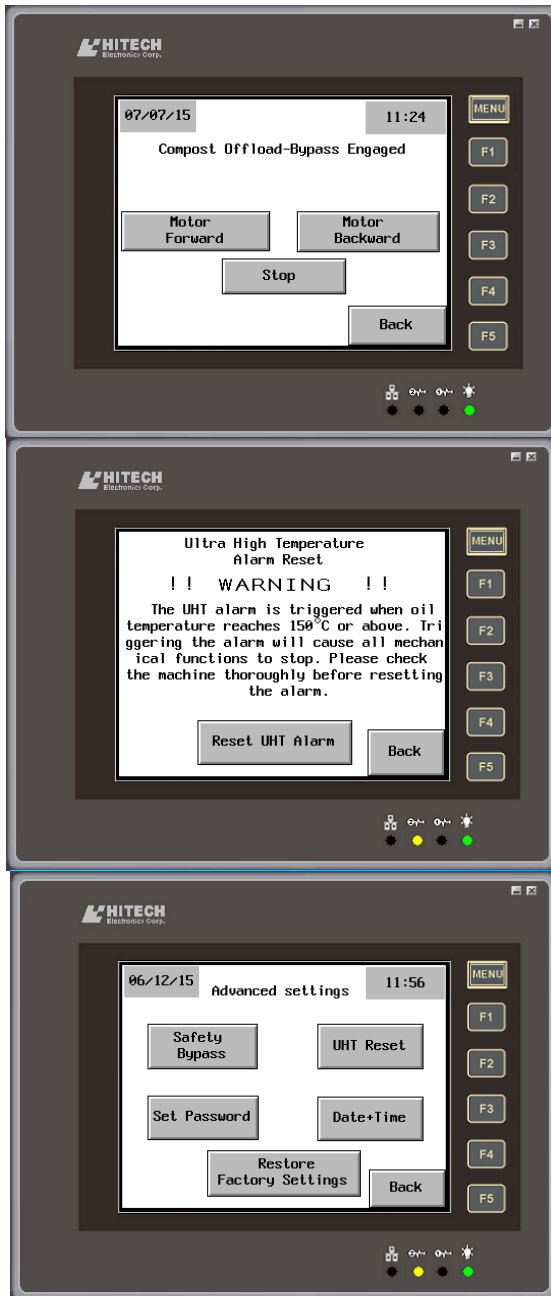 HITECH
Electronics Corp.
07/07/15 11:24
Compost Offload-Bypass Engaged
Motor
Forward
Motor
Backward
Stop
Back
MENU
F1
F2
F3
F4
F5
HITECH
Electronics Corp.
Ultra High Temperature
Alarm Reset
!! WARNING !!
The UHT alarm is triggered when oil
temperature reaches 150°C or above. Tri
ggering the alarm will cause all mechan
ical functions to stop. Please check
the machine thoroughly before resetting
the alarm.
Reset UHT Alarm
Back
MENU
F1
F2
F3
F4
F5
HITECH
Electronics Corp.
06/12/15 Advanced settings 11:56
Safety
Bypass
UHT Reset
Set Password
Date+Time
Restore
Factory Settings
Back
MENU
F1
F2
F3
F4
F5